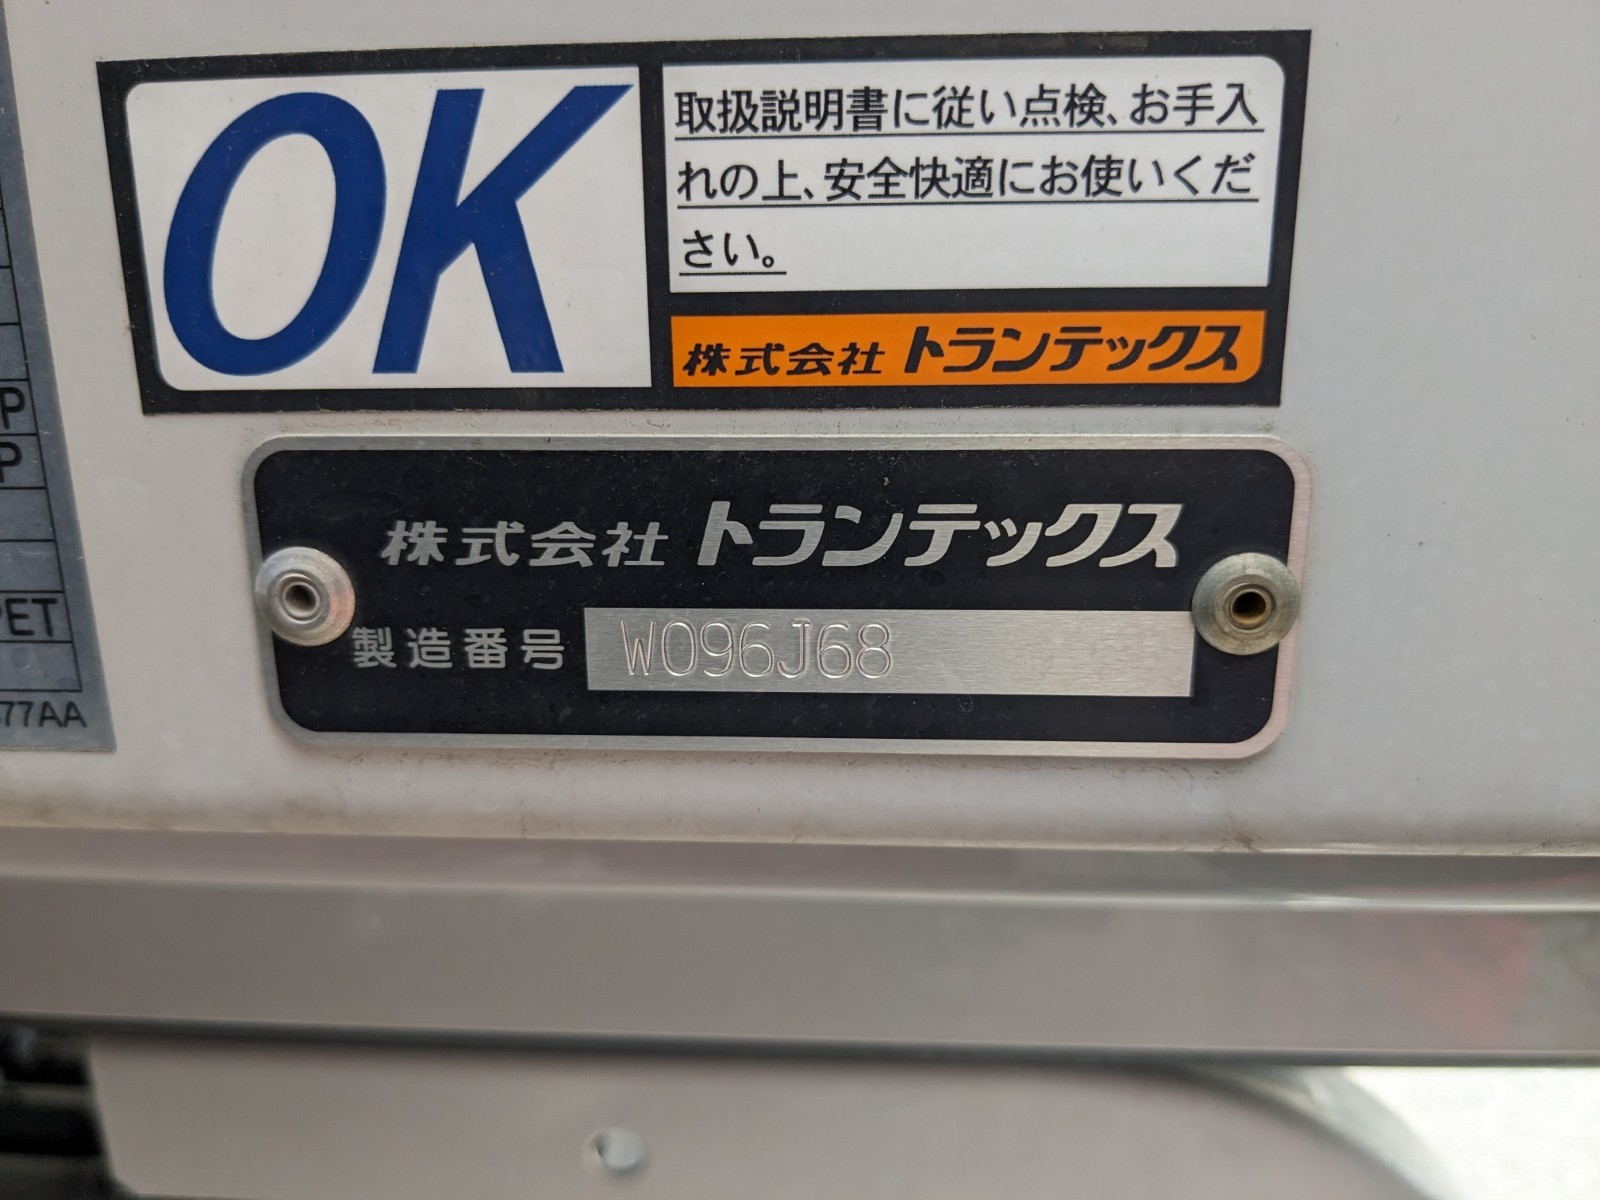 OK
取扱説明書に従い点検、お手入
れの上、安全快適にお使いくだ
さい。
株式会社 トランテックス
株式会社 トランテックス
製造番号 W096J68
P
P
PET
77AA